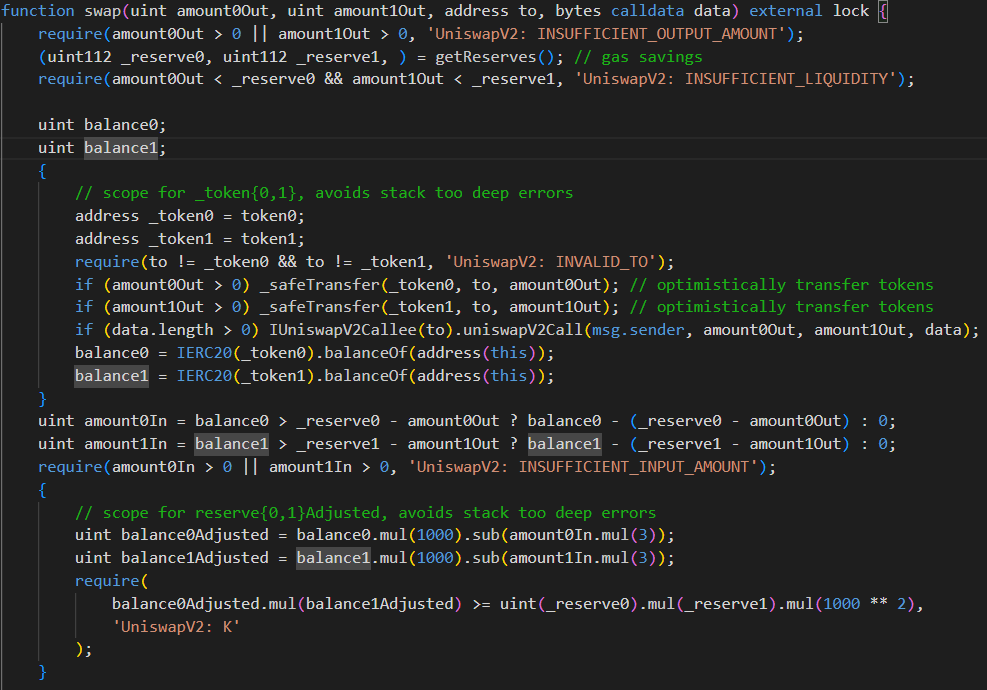 function swap(uint amount0Out, uint amount1Out, address to, bytes calldata data) external lock {
require(amount0Out > 0 || amount1Out > 0, 'UniswapV2: INSUFFICIENT_OUTPUT_AMOUNT');
(uint112 _reserve0, uint112 _reserve1, ) = getReserves(); // gas savings
require(amount0Out < _reserve0 && amount1Out < _reserve1, 'UniswapV2: INSUFFICIENT_LIQUIDITY');
uint balance0;
uint balance1;
{
// scope for _token{0,1}, avoids stack too deep errors
address _token0 = token0;
address _token1 = token1;
require(to != _token0 && to != _token1, 'UniswapV2: INVALID_TO');
if (amount0Out > 0) _safeTransfer(_token0, to, amount0Out); // optimistically transfer tokens
if (amount1Out > 0) _safeTransfer(_token1, to, amount1Out); // optimistically transfer tokens
if (data.length > 0) IUniswapV2Callee(to).uniswapV2Call(msg.sender, amount0Out, amount1Out, data);
balance0 = IERC20(_token0).balanceOf(address(this));
balance1 = IERC20(_token1).balanceOf(address(this));
}
uint amount0In = balance0 > _reserve0 - amount0Out ? balance0 - (_reserve0 - amount0Out) : 0;
uint amount1In = balance1 > _reserve1 - amount1Out ? balance1 - (_reserve1 - amount1Out) : 0;
require(amount0In > 0 || amount1In > 0, 'UniswapV2: INSUFFICIENT_INPUT_AMOUNT');
{
// scope for reserve{0,1}Adjusted, avoids stack too deep errors
uint balance0Adjusted = balance0.mul(1000).sub(amount0In.mul(3));
uint balance1Adjusted = balance1.mul(1000).sub(amount1In.mul(3));
require(
balance0Adjusted.mul(balance1Adjusted) >= uint(_reserve0).mul(_reserve1).mul(1000 ** 2),
'UniswapV2: K'
);
}